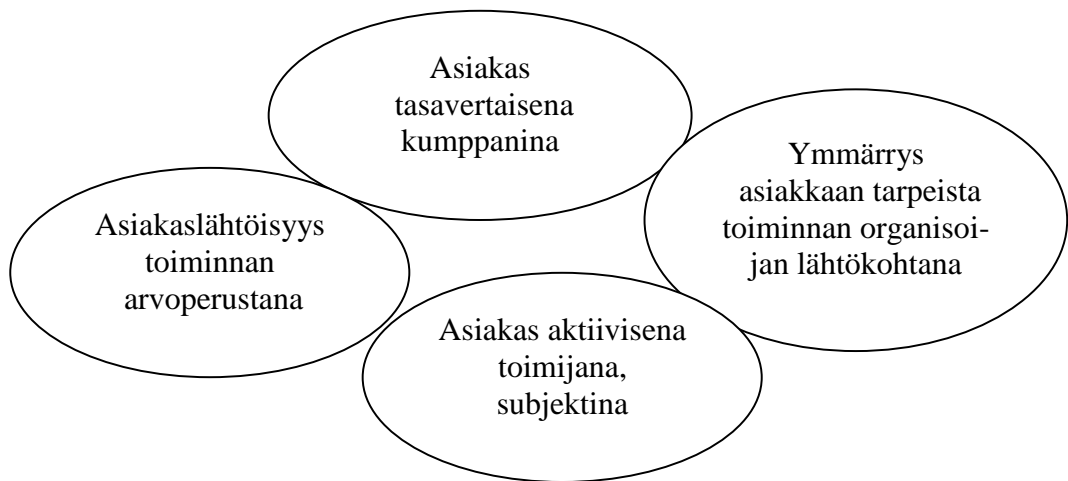 Asiakas
tasavertaisena
kumppanina
Ymmärrys
asiakkaan tarpeista
toiminnan organisoi-
jan lähtökohtana
Asiakaslähtöisyys
toiminnan
arvoperustana
Asiakas aktiivisena
toimijana,
subjektina